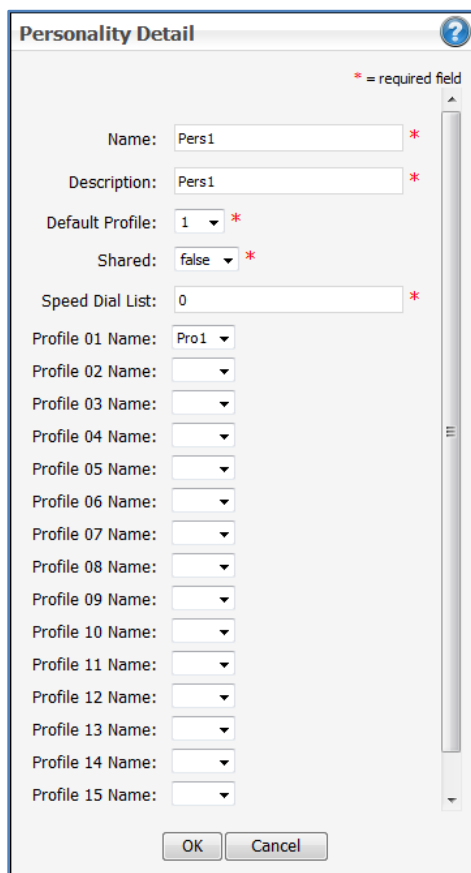 Personality Detail ?
* = required field
Name: Pers1 *
Description: Pers1 *
Default Profile: 1 *
Shared: false *
Speed Dial List: 0 *
Profile 01 Name: Pro1
Profile 02 Name:
Profile 03 Name:
Profile 04 Name:
Profile 05 Name:
Profile 06 Name:
Profile 07 Name:
Profile 08 Name:
Profile 09 Name:
Profile 10 Name:
Profile 11 Name:
Profile 12 Name:
Profile 13 Name:
Profile 14 Name:
Profile 15 Name:
OK Cancel